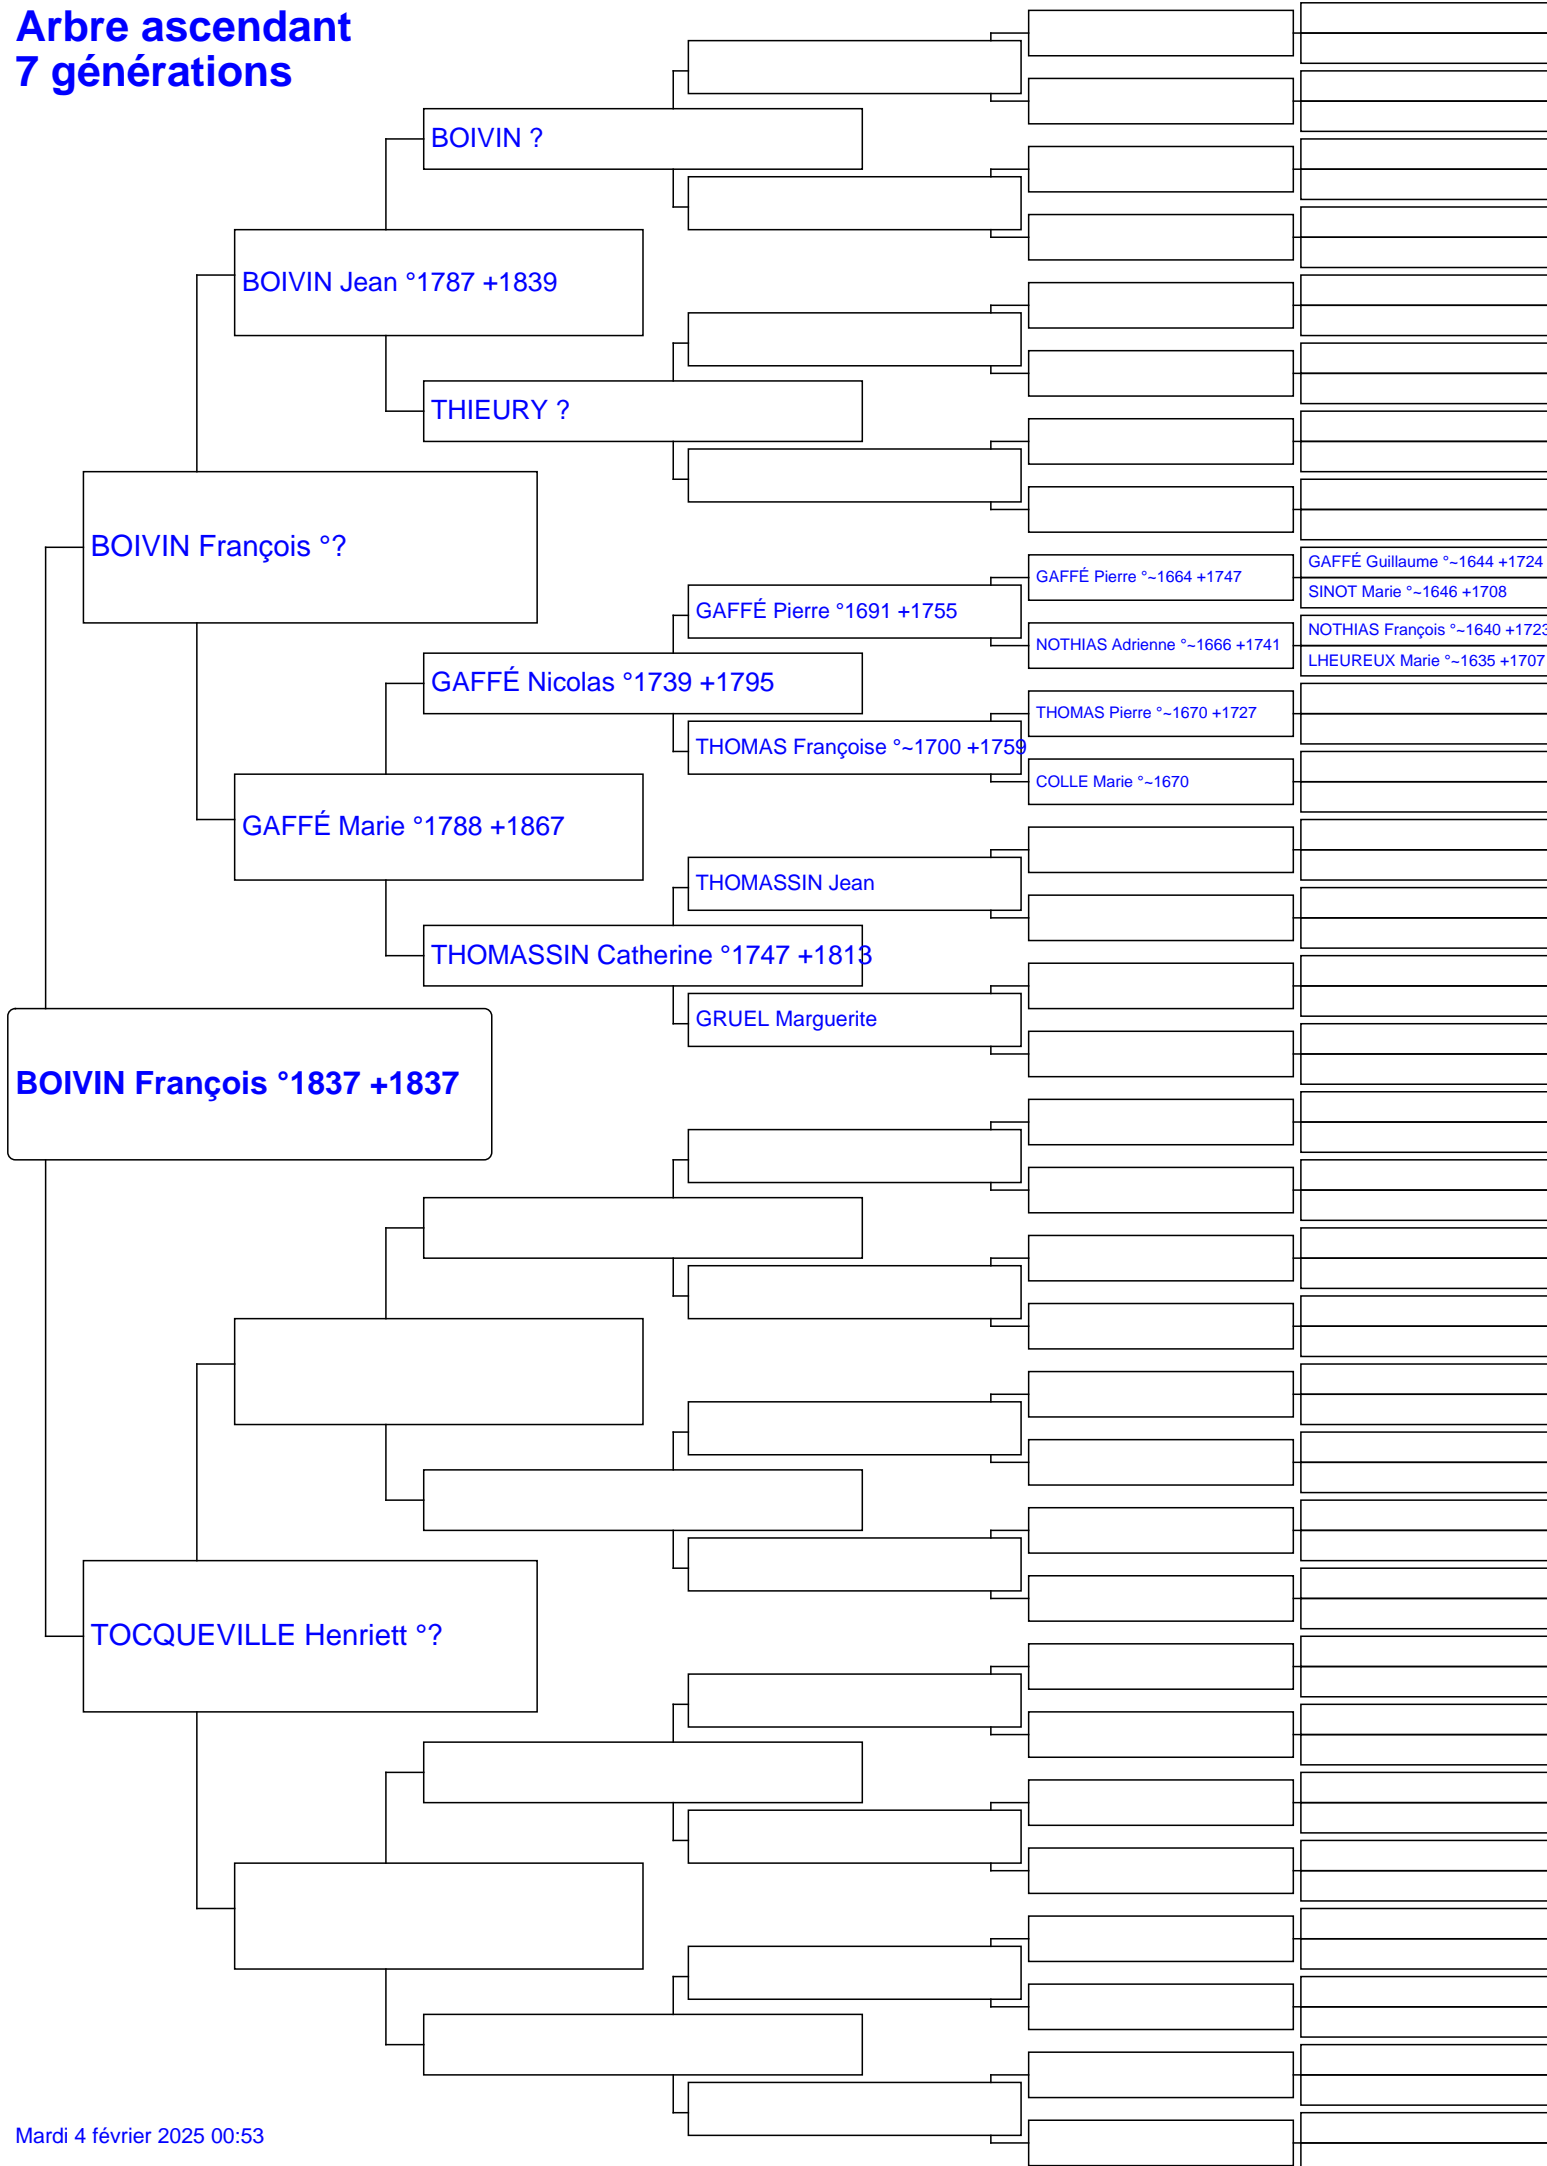 Arbre ascendant
7 générations
BOIVIN ?
BOIVIN Jean °1787 +1839
THIEURY ?
BOIVIN François °?
GAFFÉ Guillaume °~1644 +1724
GAFFÉ Pierre °~1664 +1747
SINOT Marie °~1646 +1708
GAFFÉ Pierre °1691 +1755
NOTHIAS François °~1640 +1723
NOTHIAS Adrienne °~1666 +1741
LHEUREUX Marie °~1635 +1707
GAFFÉ Nicolas °1739 +1795
THOMAS Pierre °~1670 +1727
THOMAS Françoise °~1700 +1759
COLLE Marie °~1670
GAFFÉ Marie °1788 +1867
THOMASSIN Jean
THOMASSIN Catherine °1747 +1813
GRUEL Marguerite
BOIVIN François °1837 +1837
TOCQUEVILLE Henriett °?
Mardi 4 février 2025 00:53